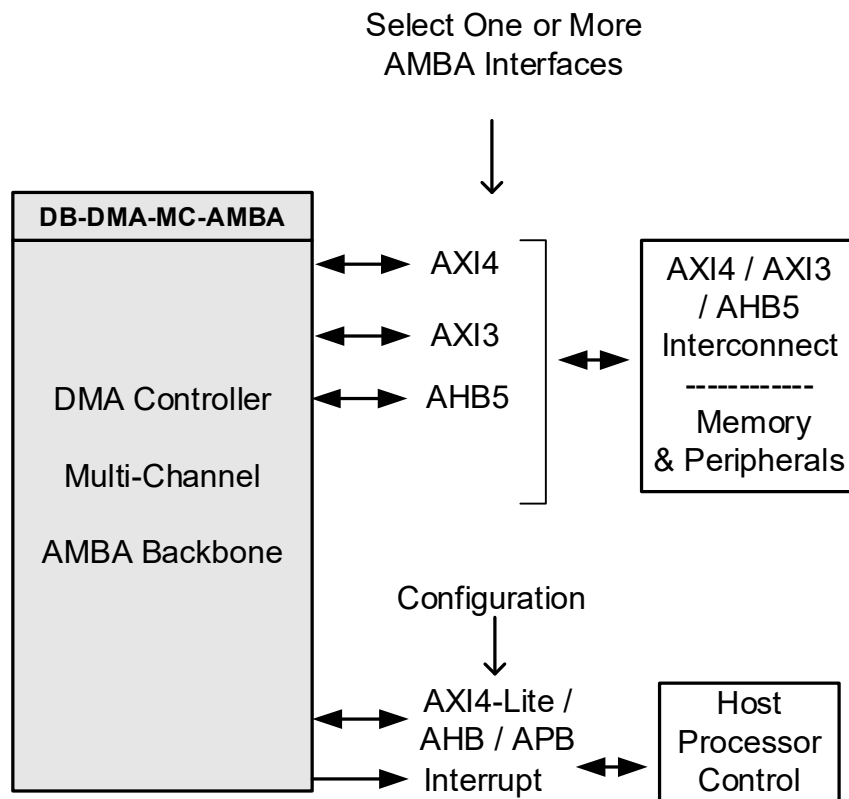 Select One or More
AMBA Interfaces
DB-DMA-MC-AMBA
DMA Controller
Multi-Channel
AMBA Backbone
AXI4
AXI3
AHB5
AXI4 / AXI3
/ AHB5
Interconnect
------------
Memory
& Peripherals
Configuration
AXI4-Lite /
AHB / APB
Interrupt
Host
Processor
Control